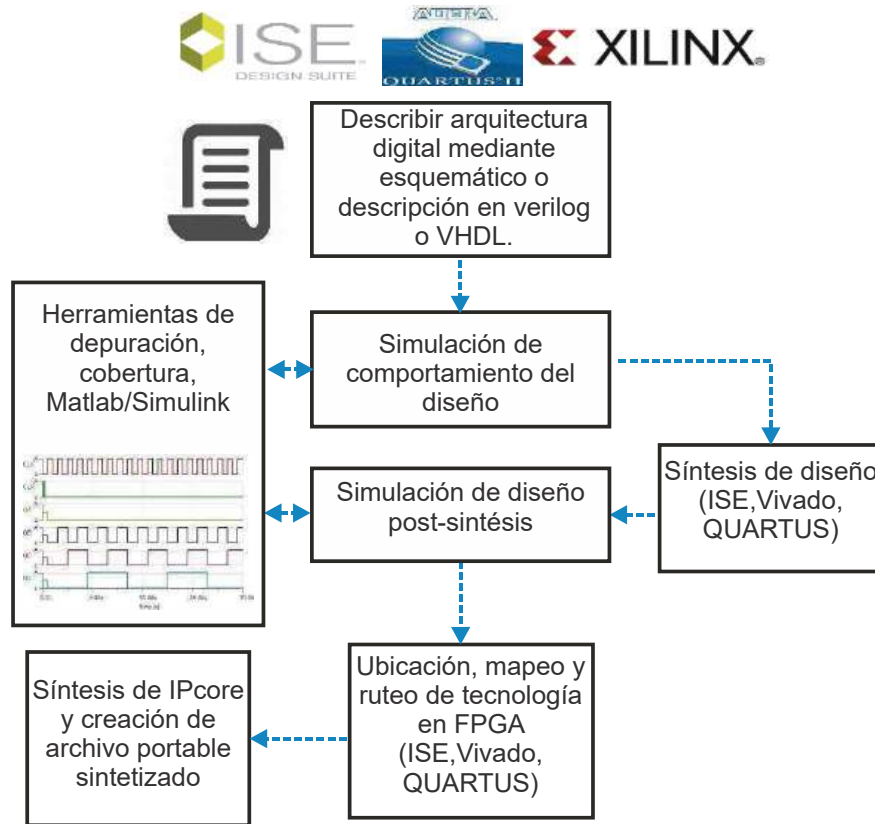 ISE
DESIGN SUITE
ALTERA
QUARTUS II
XILINX
Describir arquitectura
digital mediante
esquemático o
descripción en verilog
o VHDL.
Herramientas de
depuración,
cobertura,
Matlab/Simulink
Simulación de
comportamiento del
diseño
Simulación de diseño
post-sintésis
Síntesis de diseño
(ISE,Vivado,
QUARTUS)
Síntesis de IPcore
y creación de
archivo portable
sintetizado
Ubicación, mapeo y
ruteo de tecnología
en FPGA
(ISE,Vivado,
QUARTUS)